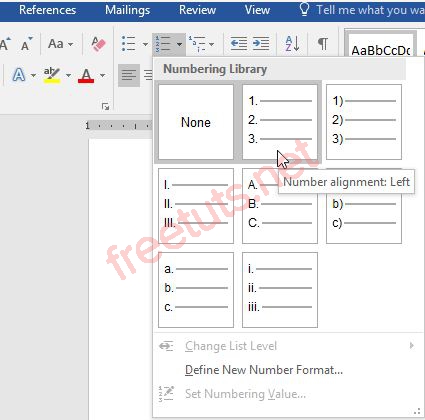 References Mailings Review View Tell me what you wa
Aa
AaBbCcDc
A ab A
Numbering Library
None
1.
2.
3.
1)
2)
3)
Number alignment: Left
I.
II.
III.
A.
B.
C.
b)
c)
a.
b.
c.
i.
ii.
iii.
freetuts.net
1
Change List Level
Define New Number Format...
Set Numbering Value...